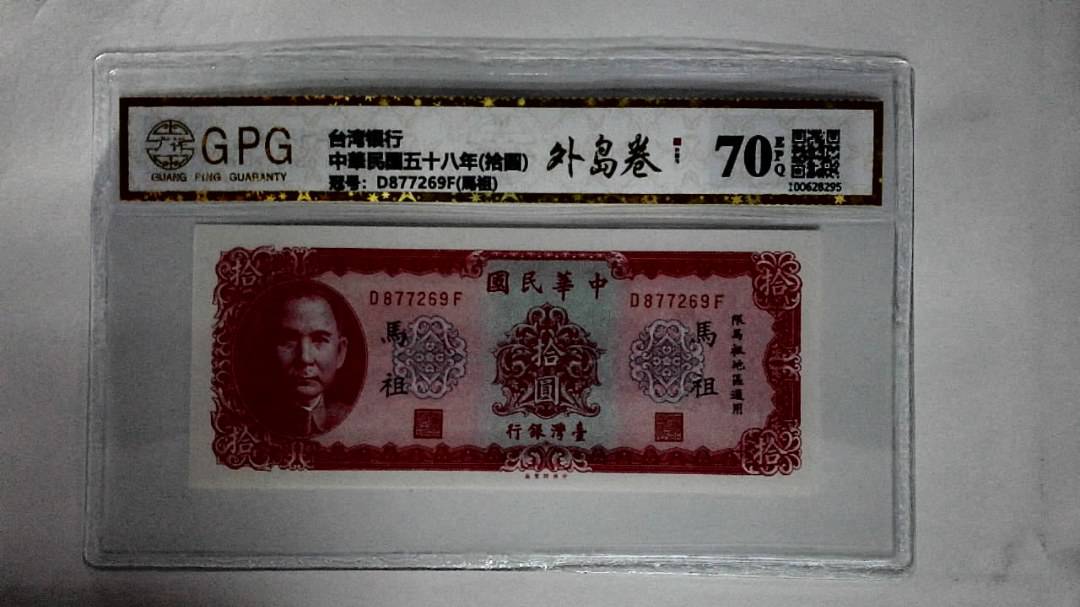 GPG
GUANG PING GUARANTY
台湾银行
中華民國五十八年(拾圓)
冠号：D877269F(馬祖)
外岛卷
70
EPQ
100628295
中華民國
D877269F
D877269F
馬祖
馬祖
限馬祖地區通用
拾圓
臺灣銀行
拾
拾
拾
拾